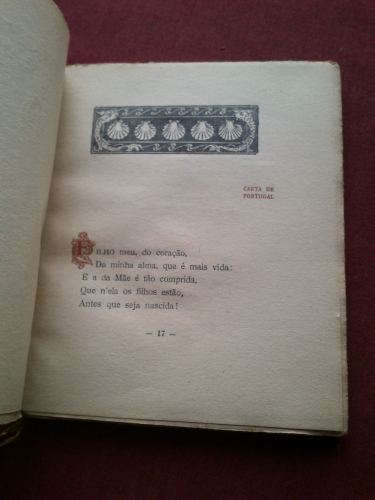 CARTA DE
PORTUGAL
FILHO meu, do coração,
Da minha alma, que é mais vida:
E a da Mãe é tão comprida,
Que n'ela os filhos estão,
Antes que seja nascida!
— 17 —